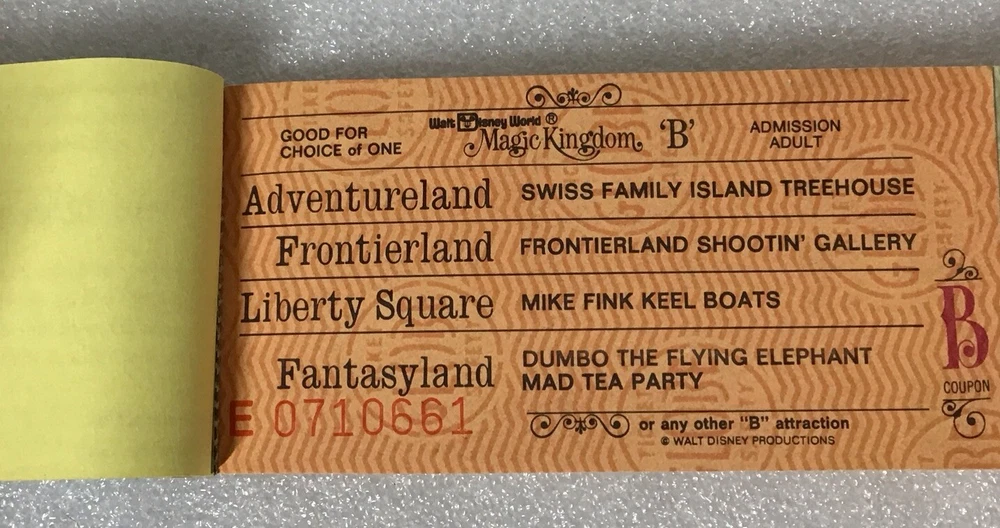 GOOD FOR
CHOICE of ONE
Walt Disney World ®
Magic Kingdom 'B'
ADMISSION
ADULT
Adventureland SWISS FAMILY ISLAND TREEHOUSE
Frontierland FRONTIERLAND SHOOTIN' GALLERY
Liberty Square MIKE FINK KEEL BOATS
Fantasyland DUMBO THE FLYING ELEPHANT
MAD TEA PARTY
E 0710661
or any other "B" attraction
© WALT DISNEY PRODUCTIONS
B
COUPON